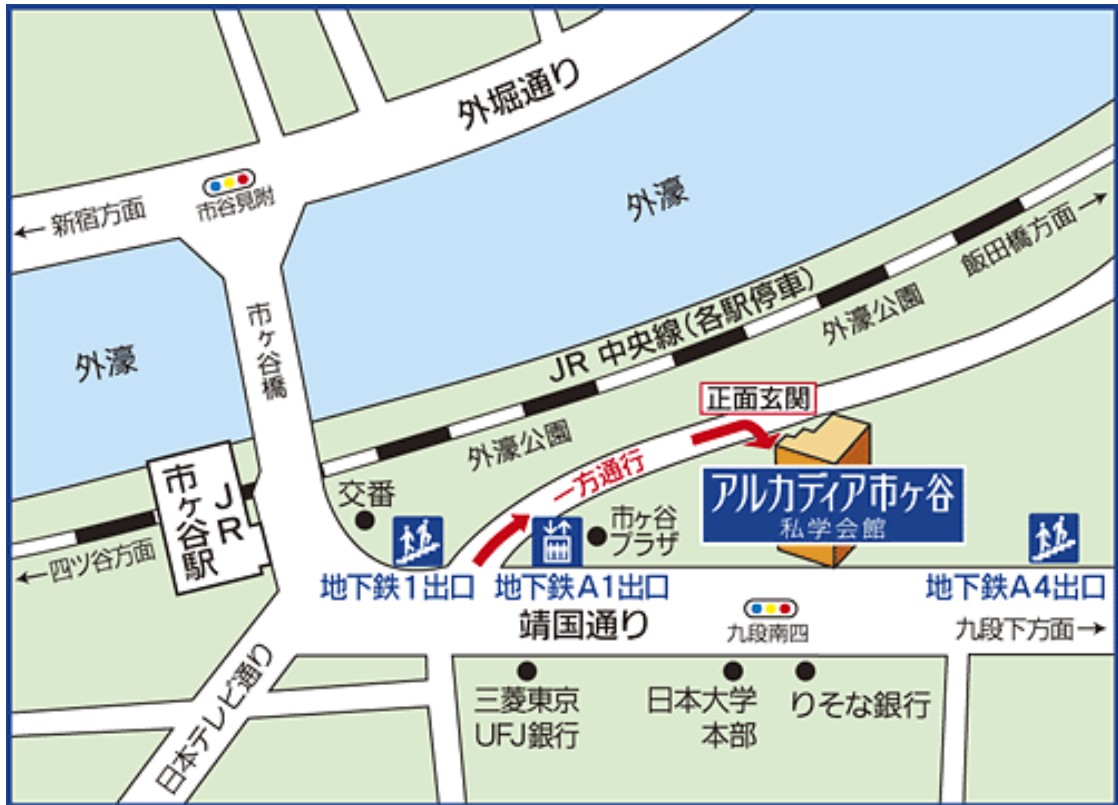 外堀通り
市谷見附
← 新宿方面
外濠
飯田橋方面 →
市ヶ谷橋
外濠
JR 中央線(各駅停車)
外濠公園
正面玄関
外濠公園
一方通行
アルカディア市ヶ谷
私学会館
JR
市ヶ谷駅
交番
市ヶ谷
プラザ
← 四ツ谷方面
地下鉄1出口
地下鉄A1出口
地下鉄A4出口
靖国通り
九段南四
九段下方面 →
日本テレビ通り
三菱東京
UFJ銀行
日本大学
本部
りそな銀行